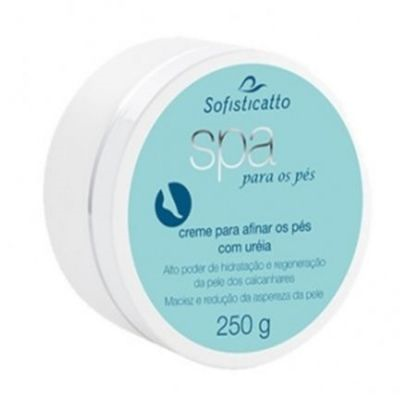 Sofisticatto
spa
para os pés
creme para afinar os pés
com uréia
Alto poder de hidratação e regeneração
da pele dos calcanhares
Maciez e redução da aspereza da pele
250 g